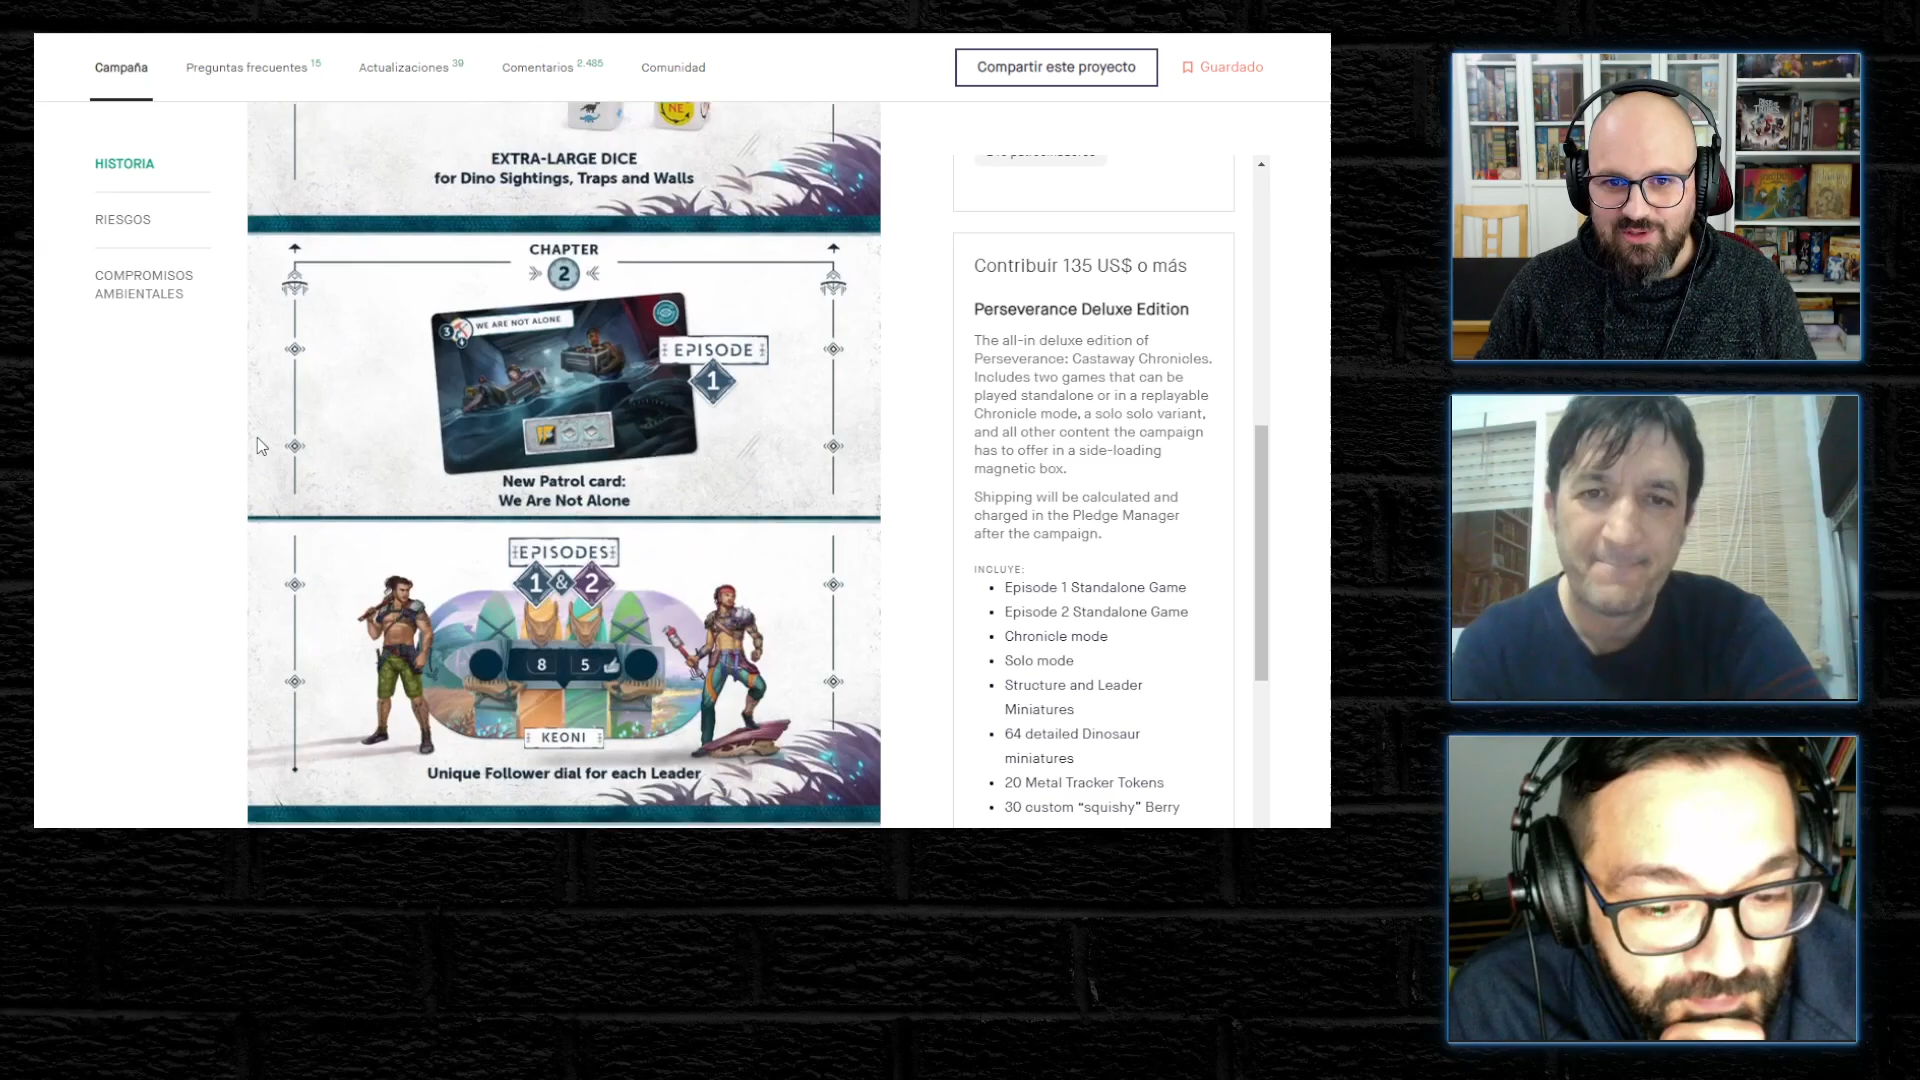 Campaña
Preguntas frecuentes 15
Actualizaciones 39
Comentarios 2.485
Comunidad
Compartir este proyecto
Guardado
HISTORIA
RIESGOS
COMPROMISOS
AMBIENTALES
NE
EXTRA-LARGE DICE
for Dino Sightings, Traps and Walls
CHAPTER
2
3
WE ARE NOT ALONE
EPISODE
1
New Patrol card:
We Are Not Alone
EPISODES
1 & 2
8 5
KEONI
Unique Follower dial for each Leader
Contribuir 135 US$ o más
Perseverance Deluxe Edition
The all-in deluxe edition of
Perseverance: Castaway Chronicles.
Includes two games that can be
played standalone or in a replayable
Chronicle mode, a solo solo variant,
and all other content the campaign
has to offer in a side-loading
magnetic box.
Shipping will be calculated and
charged in the Pledge Manager
after the campaign.
INCLUYE:
• Episode 1 Standalone Game
• Episode 2 Standalone Game
• Chronicle mode
• Solo mode
• Structure and Leader
Miniatures
• 64 detailed Dinosaur
miniatures
• 20 Metal Tracker Tokens
• 30 custom “squishy” Berry